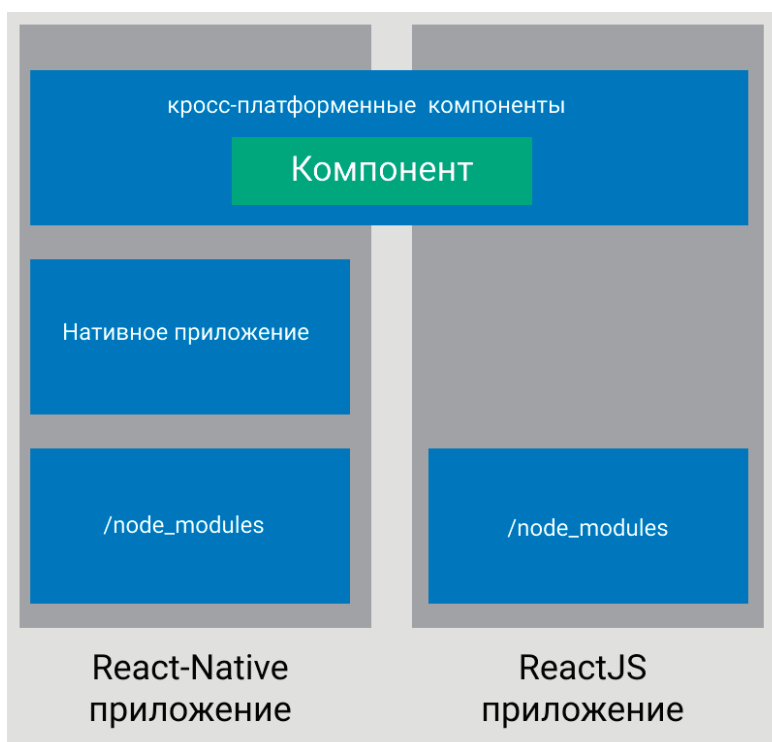 кросс-платформенные компоненты
Компонент
Нативное приложение
/node_modules
/node_modules
React-Native
приложение
ReactJS
приложение